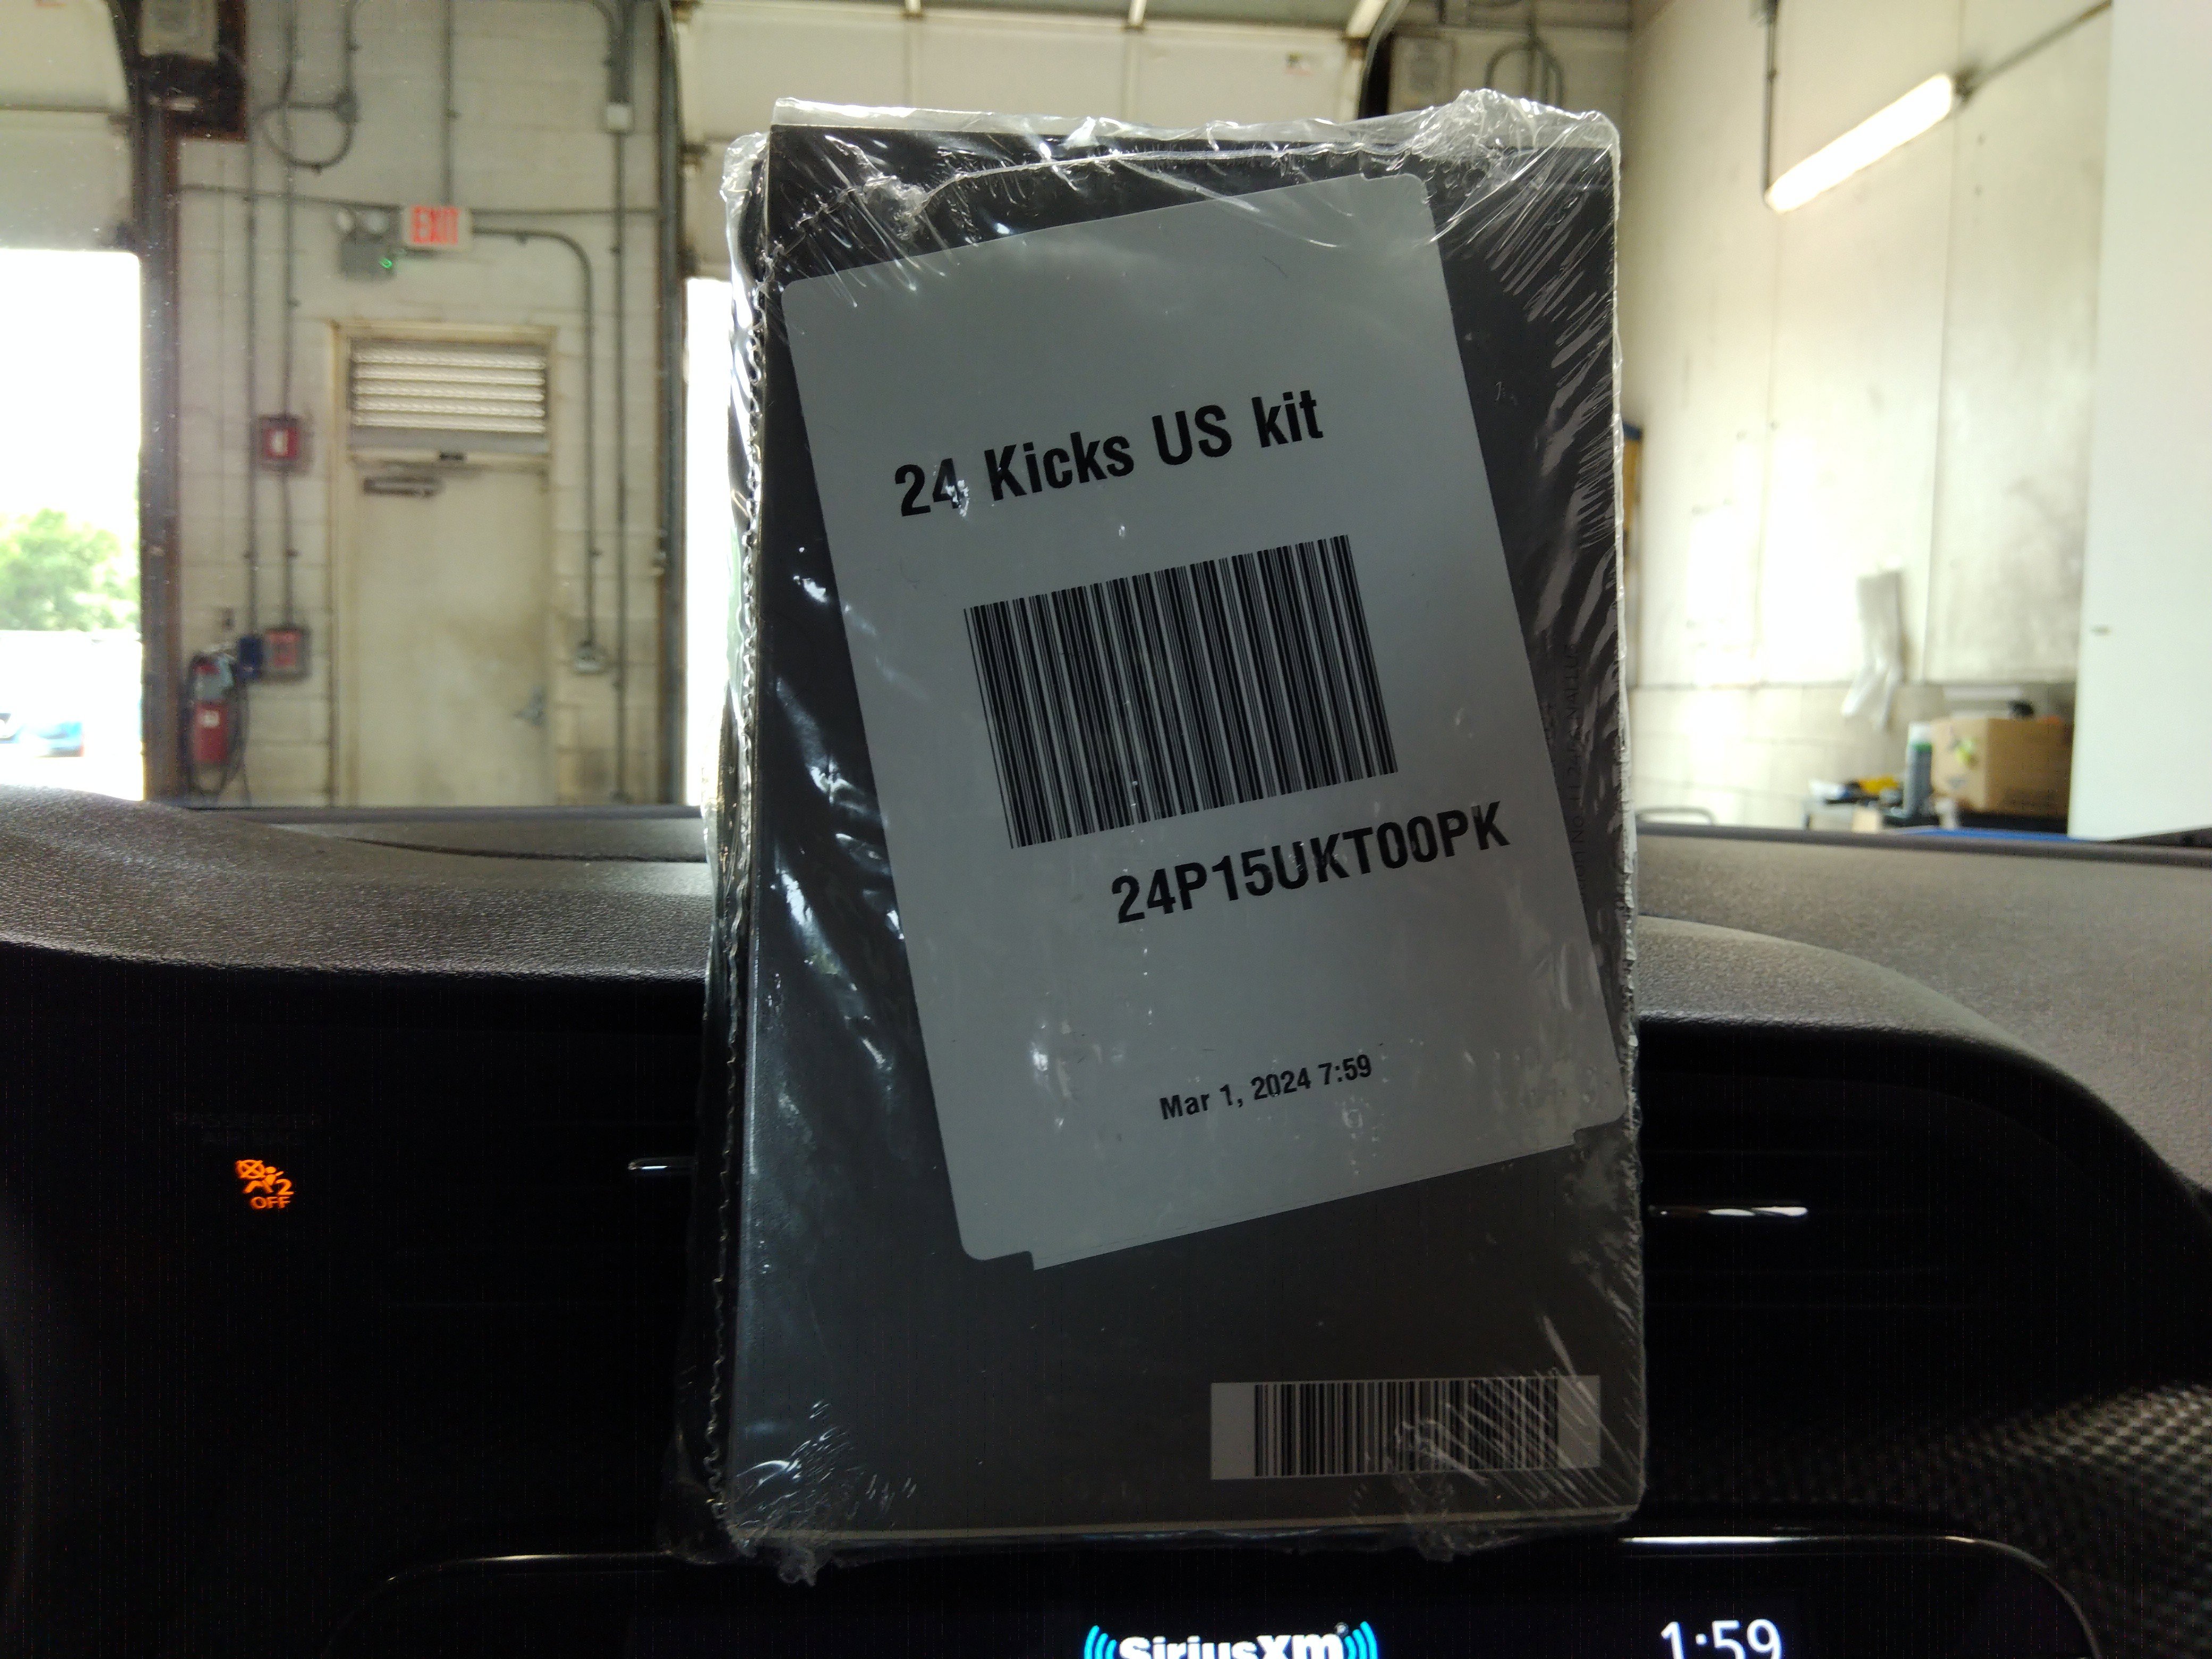 EXIT
24 Kicks US kit
24P15UKT00PK
Mar 1, 2024 7:59
2
OFF
SiriusXM
1:59